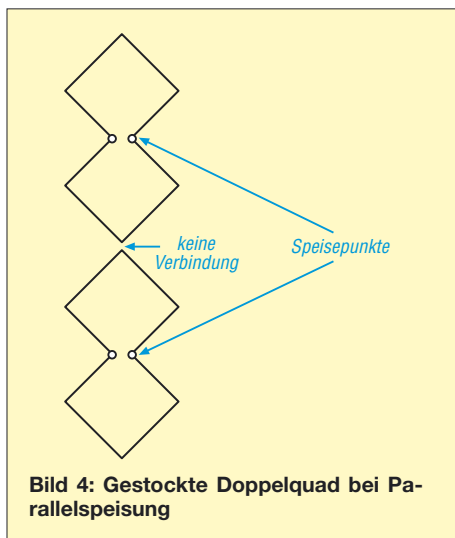 keine
Verbindung
Speisepunkte
Bild 4: Gestockte Doppelquad bei Pa-
rallelspeisung